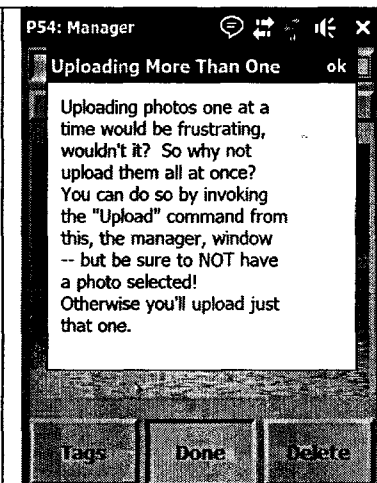 P54: Manager
Uploading More Than One ok
Uploading photos one at a
time would be frustrating,
wouldn't it? So why not
upload them all at once?
You can do so by invoking
the "Upload" command from
this, the manager, window
-- but be sure to NOT have
a photo selected!
Otherwise you'll upload just
that one.
Tags Done Delete